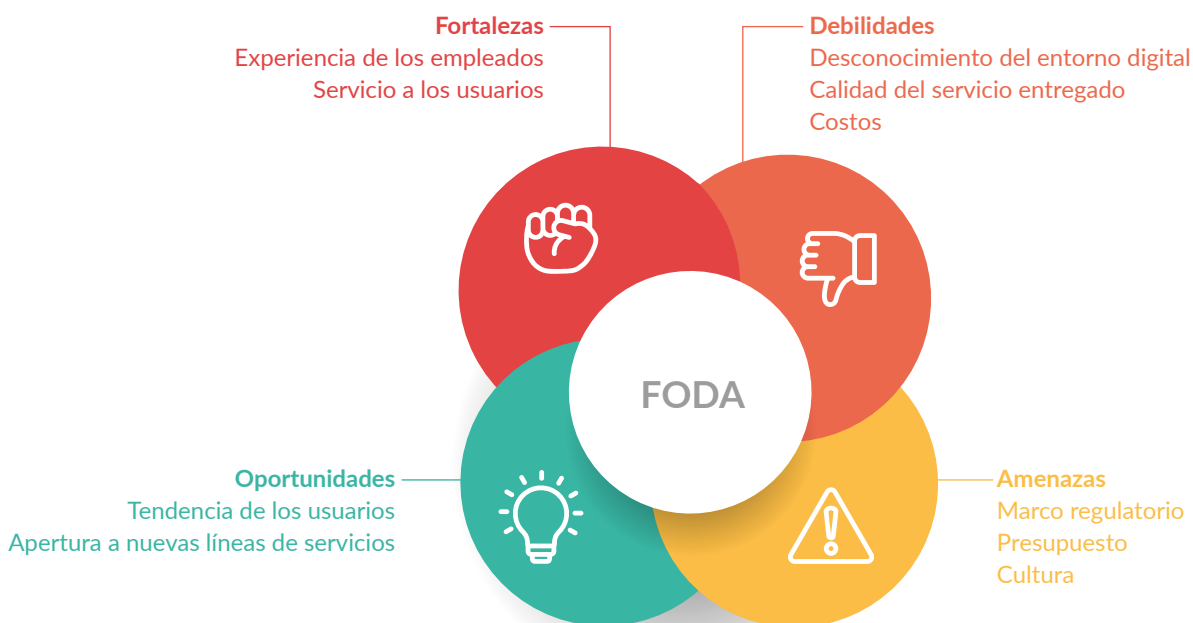 Fortalezas
Experiencia de los empleados
Servicio a los usuarios
Debilidades
Desconocimiento del entorno digital
Calidad del servicio entregado
Costos
FODA
Oportunidades
Tendencia de los usuarios
Apertura a nuevas líneas de servicios
Amenazas
Marco regulatorio
Presupuesto
Cultura